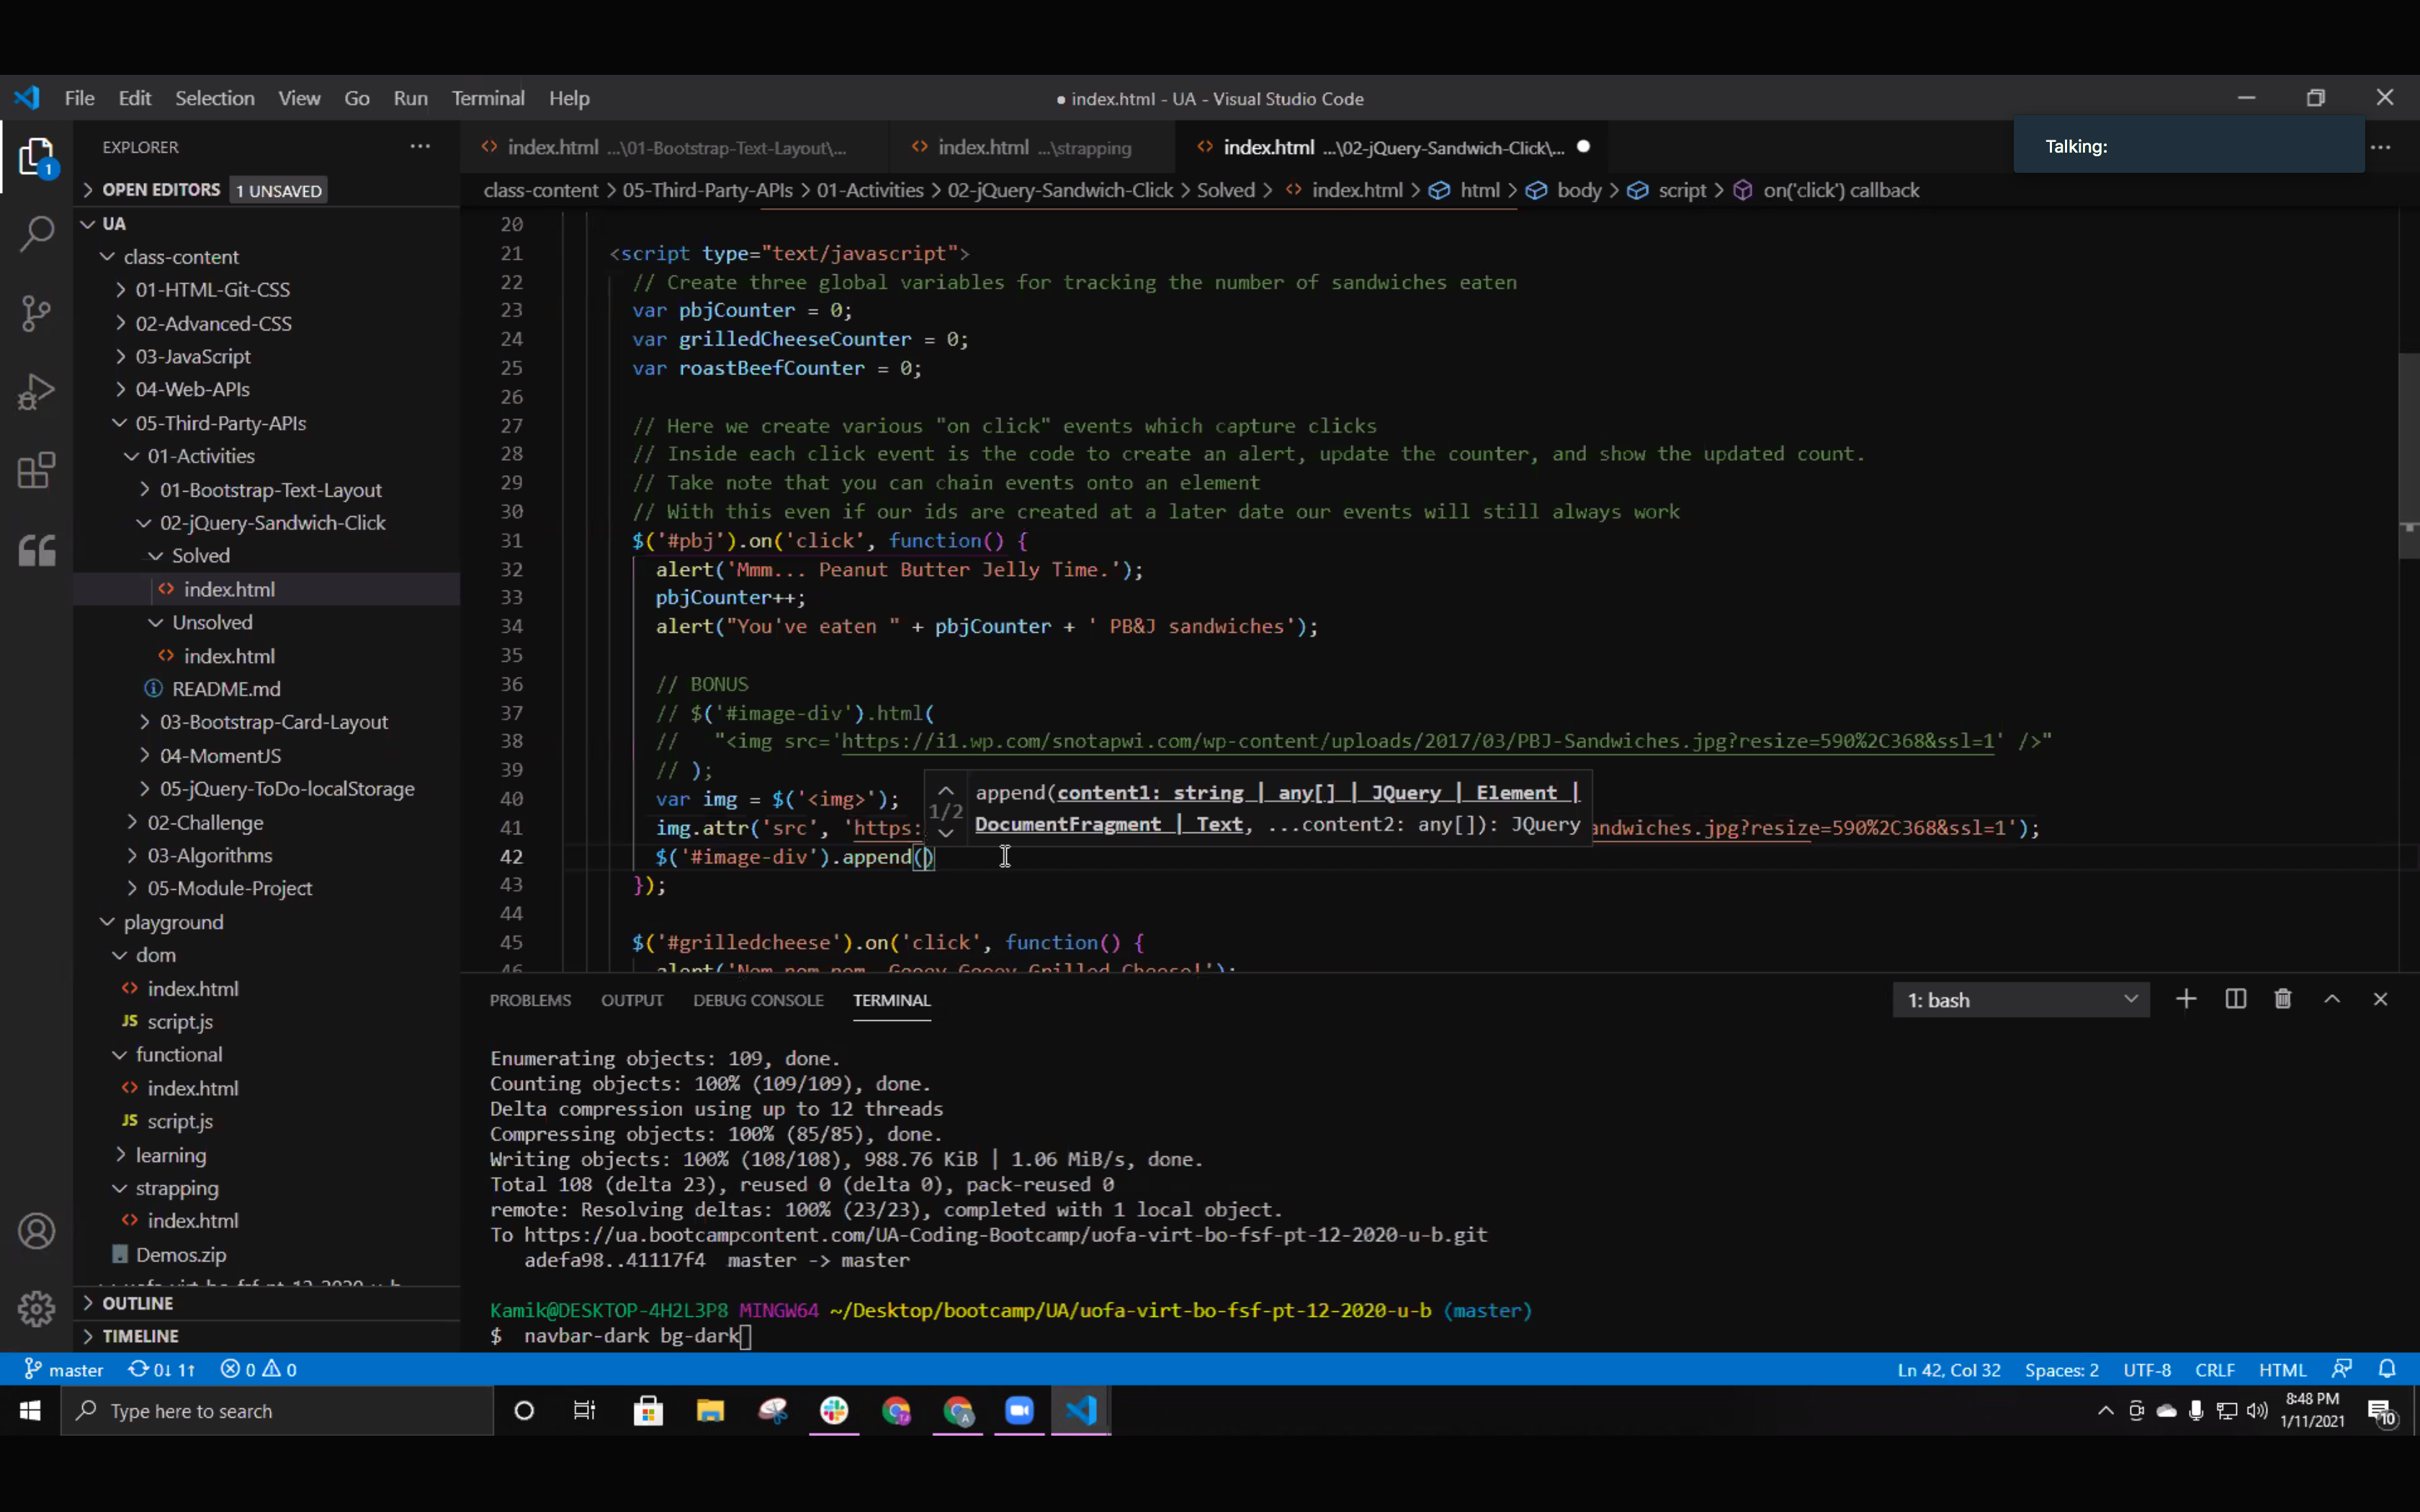 File Edit Selection View Go Run Terminal Help
● index.html - UA - Visual Studio Code
EXPLORER
index.html ...\01-Bootstrap-Text-Layout\...
index.html ...\strapping
index.html ...\02-jQuery-Sandwich-Click\...
Talking:
OPEN EDITORS 1 UNSAVED
class-content > 05-Third-Party-APIs > 01-Activities > 02-jQuery-Sandwich-Click > Solved > index.html > html > body > script > on('click') callback
UA
class-content
01-HTML-Git-CSS
02-Advanced-CSS
03-JavaScript
04-Web-APIs
05-Third-Party-APIs
01-Activities
01-Bootstrap-Text-Layout
02-jQuery-Sandwich-Click
Solved
index.html
Unsolved
index.html
README.md
03-Bootstrap-Card-Layout
04-MomentJS
05-jQuery-ToDo-localStorage
02-Challenge
03-Algorithms
05-Module-Project
playground
dom
index.html
JS script.js
functional
index.html
JS script.js
learning
strapping
index.html
Demos.zip
uofa-virt-bo-fsf-pt-12-2020-u-b
OUTLINE
TIMELINE
20
21 <script type="text/javascript">
22 // Create three global variables for tracking the number of sandwiches eaten
23 var pbjCounter = 0;
24 var grilledCheeseCounter = 0;
25 var roastBeefCounter = 0;
26
27 // Here we create various "on click" events which capture clicks
28 // Inside each click event is the code to create an alert, update the counter, and show the updated count.
29 // Take note that you can chain events onto an element
30 // With this even if our ids are created at a later date our events will still always work
31 $('#pbj').on('click', function() {
32 alert('Mmm... Peanut Butter Jelly Time.');
33 pbjCounter++;
34 alert("You've eaten " + pbjCounter + ' PB&J sandwiches');
35
36 // BONUS
37 // $('#image-div').html(
38 // "<img src='https://i1.wp.com/snotapwi.com/wp-content/uploads/2017/03/PBJ-Sandwiches.jpg?resize=590%2C368&ssl=1' />"
39 // );
40 var img = $('<img>');
41 img.attr('src', 'https: andwiches.jpg?resize=590%2C368&ssl=1');
1/2 append(content1: string | any[] | JQuery | Element |
DocumentFragment | Text, ...content2: any[]): JQuery
42 $('#image-div').append()
43 });
44
45 $('#grilledcheese').on('click', function() {
46 alert('Nom nom nom, Gooey Gooey Grilled Cheese!');
PROBLEMS OUTPUT DEBUG CONSOLE TERMINAL
1: bash
Enumerating objects: 109, done.
Counting objects: 100% (109/109), done.
Delta compression using up to 12 threads
Compressing objects: 100% (85/85), done.
Writing objects: 100% (108/108), 988.76 KiB | 1.06 MiB/s, done.
Total 108 (delta 23), reused 0 (delta 0), pack-reused 0
remote: Resolving deltas: 100% (23/23), completed with 1 local object.
To https://ua.bootcampcontent.com/UA-Coding-Bootcamp/uofa-virt-bo-fsf-pt-12-2020-u-b.git
adefa98..41117f4 master -> master
Kamik@DESKTOP-4H2L3P8 MINGW64 ~/Desktop/bootcamp/UA/uofa-virt-bo-fsf-pt-12-2020-u-b (master)
$ navbar-dark bg-dark
master 0↓ 1↑ 0 0
Ln 42, Col 32 Spaces: 2 UTF-8 CRLF HTML
Type here to search
8:48 PM
1/11/2021
10